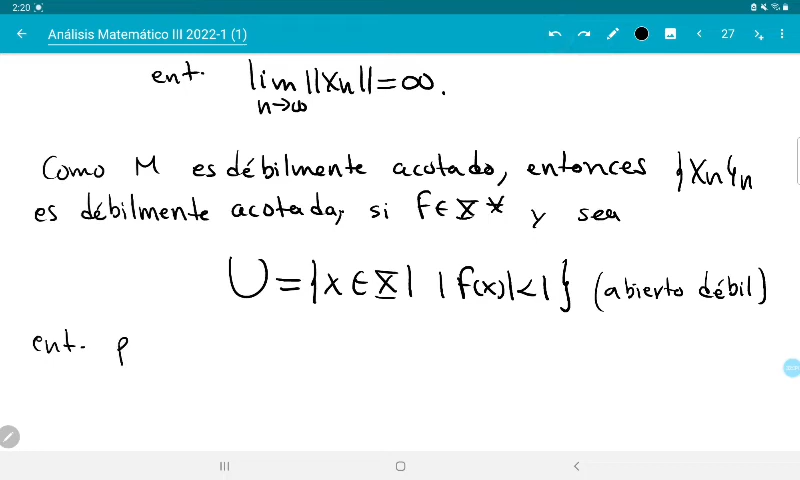 2:20
Análisis Matemático III 2022-1 (1)
27
ent. lim ||Xn|| = ∞.
n→∞
Como M es débilmente acotado, entonces {Xn}n
es débilmente acotada, si f ∈ X* y sea
U = {x ∈ X | |f(x)| < 1} (abierto débil)
ent. p